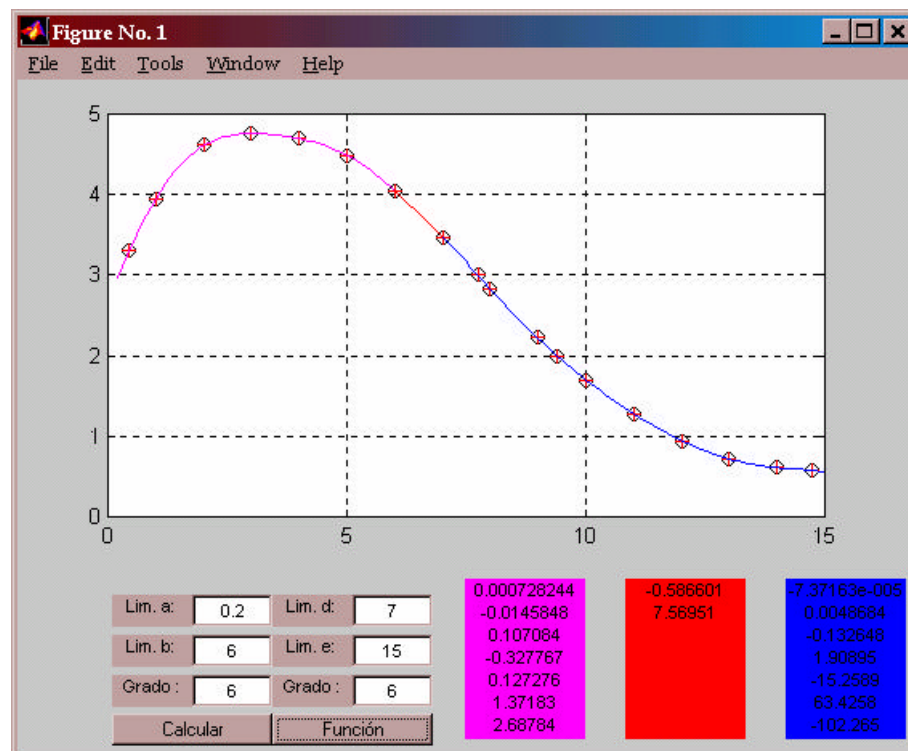 Figure No. 1
File Edit Tools Window Help
5
4
3
2
1
0
0 5 10 15
Lim. a: 0.2 Lim. d: 7
Lim. b: 6 Lim. e: 15
Grado : 6 Grado : 6
Calcular Función
0.000728244
-0.0145848
0.107084
-0.327767
0.127276
1.37183
2.68784
-0.586601
7.56951
-7.37163e-005
0.0048684
-0.132648
1.90895
-15.2589
63.4258
-102.265